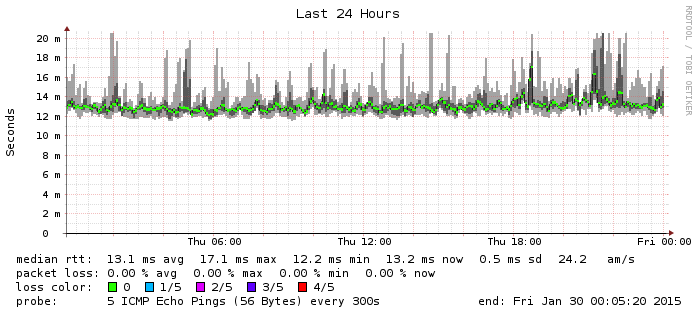 Last 24 Hours
RRDTOOL / TOBI OETIKER
Seconds
20 m
18 m
16 m
14 m
12 m
10 m
8 m
6 m
4 m
2 m
0
Thu 06:00 Thu 12:00 Thu 18:00 Fri 00:00
median rtt: 13.1 ms avg 17.1 ms max 12.2 ms min 13.2 ms now 0.5 ms sd 24.2 am/s
packet loss: 0.00 % avg 0.00 % max 0.00 % min 0.00 % now
loss color: 0 1/5 2/5 3/5 4/5
probe: 5 ICMP Echo Pings (56 Bytes) every 300s end: Fri Jan 30 00:05:20 2015